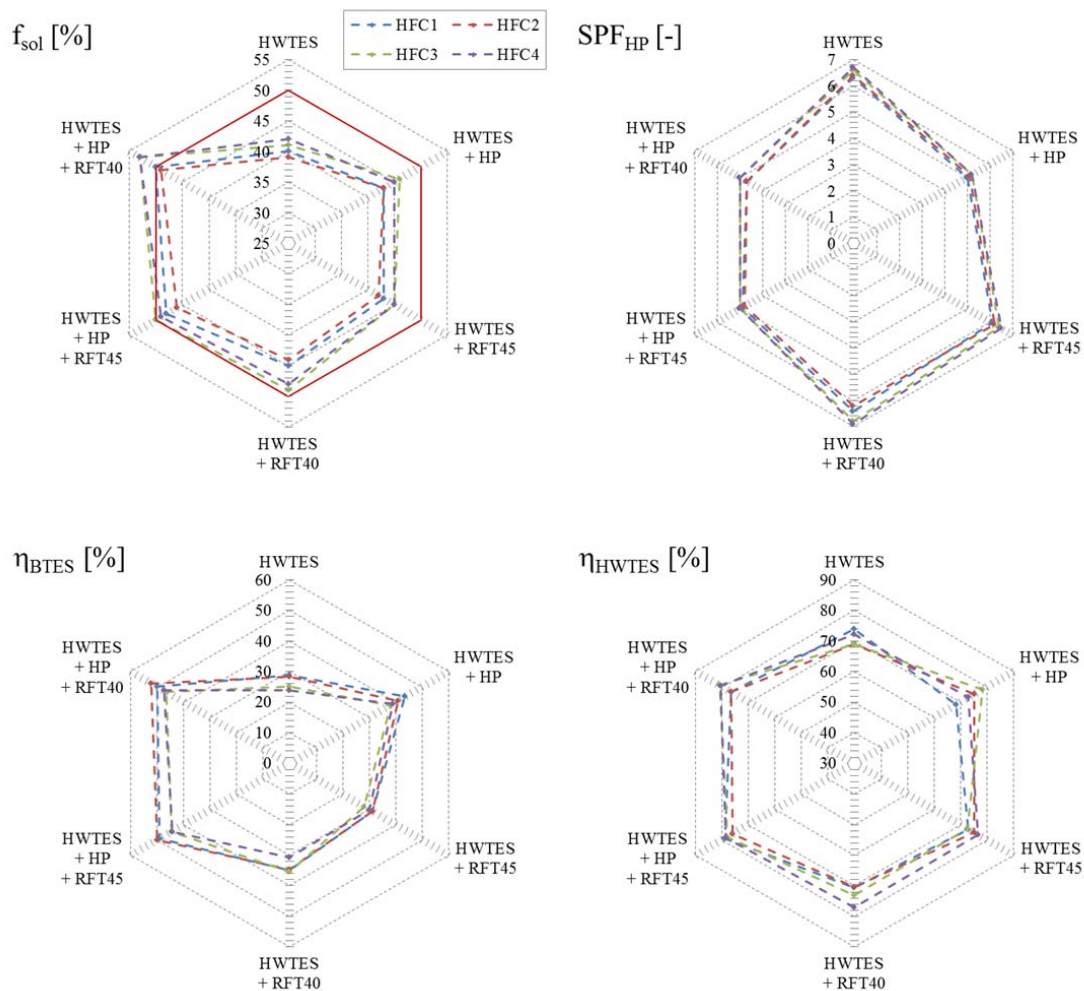 f_sol [%]
HFC1 HFC2
HFC3 HFC4
HWTES
55
50
45
40
35
30
25
HWTES
+ HP
HWTES
+ RFT45
HWTES
+ RFT40
HWTES
+ HP
+ RFT45
HWTES
+ HP
+ RFT40
SPF_HP [-]
HWTES
7
6
5
4
3
2
1
0
HWTES
+ HP
HWTES
+ RFT45
HWTES
+ RFT40
HWTES
+ HP
+ RFT45
HWTES
+ HP
+ RFT40
η_BTES [%]
HWTES
60
50
40
30
20
10
0
HWTES
+ HP
HWTES
+ RFT45
HWTES
+ RFT40
HWTES
+ HP
+ RFT45
HWTES
+ HP
+ RFT40
η_HWTES [%]
HWTES
90
80
70
60
50
40
30
HWTES
+ HP
HWTES
+ RFT45
HWTES
+ RFT40
HWTES
+ HP
+ RFT45
HWTES
+ HP
+ RFT40